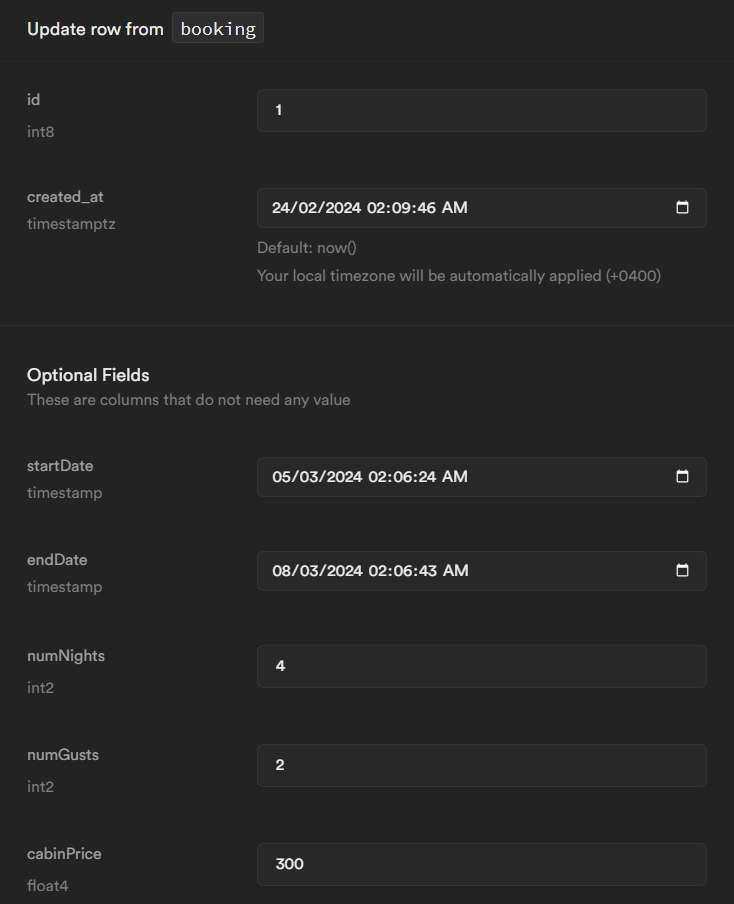 Update row from booking
id
int8
1
created_at
timestamptz
24/02/2024 02:09:46 AM
Default: now()
Your local timezone will be automatically applied (+0400)
Optional Fields
These are columns that do not need any value
startDate
timestamp
05/03/2024 02:06:24 AM
endDate
timestamp
08/03/2024 02:06:43 AM
numNights
int2
4
numGusts
int2
2
cabinPrice
float4
300